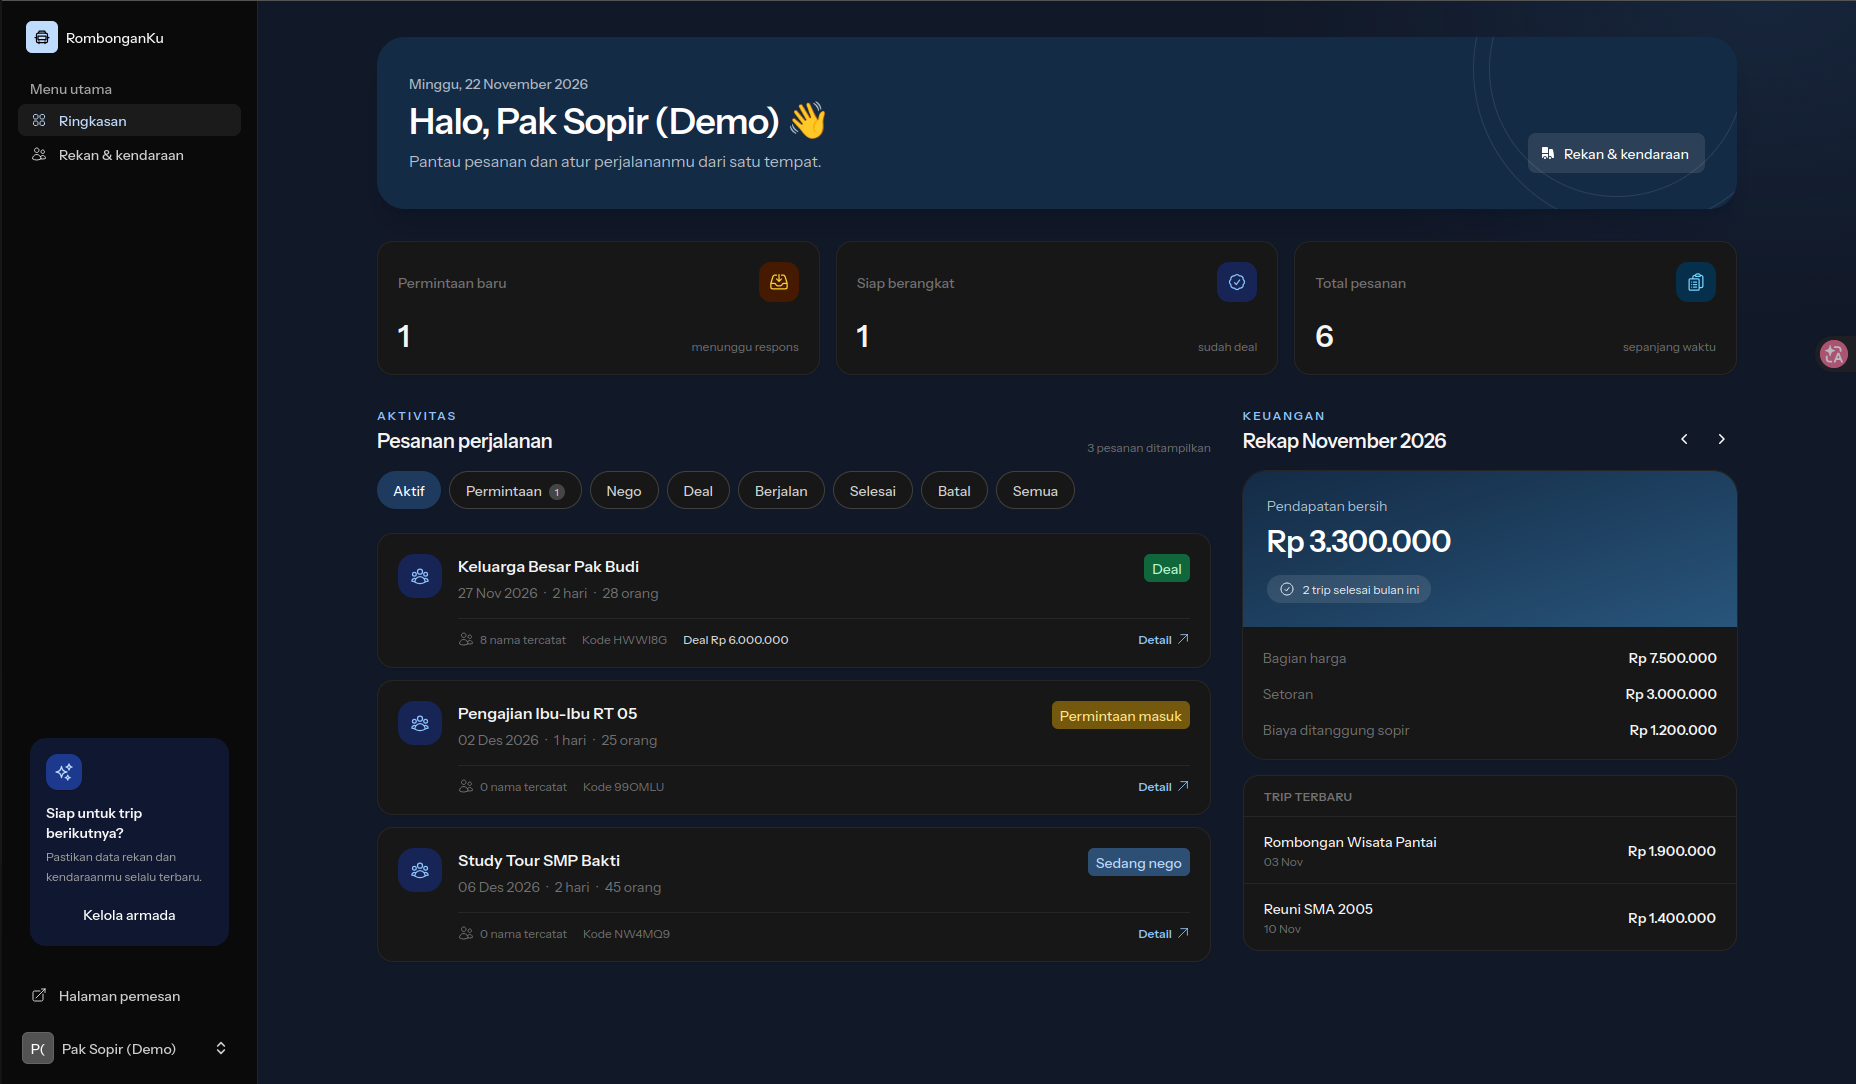 RombonganKu
Menu utama
Ringkasan
Rekan & kendaraan
Siap untuk trip
berikutnya?
Pastikan data rekan dan
kendaraanmu selalu terbaru.
Kelola armada
Halaman pemesan
P(
Pak Sopir (Demo)
Minggu, 22 November 2026
Halo, Pak Sopir (Demo) 👋
Pantau pesanan dan atur perjalananmu dari satu tempat.
Rekan & kendaraan
Permintaan baru
1
menunggu respons
Siap berangkat
1
sudah deal
Total pesanan
6
sepanjang waktu
AKTIVITAS
Pesanan perjalanan
3 pesanan ditampilkan
Aktif
Permintaan 1
Nego
Deal
Berjalan
Selesai
Batal
Semua
Keluarga Besar Pak Budi
Deal
27 Nov 2026 · 2 hari · 28 orang
8 nama tercatat
Kode HWWI8G
Deal Rp 6.000.000
Detail
Pengajian Ibu-Ibu RT 05
Permintaan masuk
02 Des 2026 · 1 hari · 25 orang
0 nama tercatat
Kode 99OMLU
Detail
Study Tour SMP Bakti
Sedang nego
06 Des 2026 · 2 hari · 45 orang
0 nama tercatat
Kode NW4MQ9
Detail
KEUANGAN
Rekap November 2026
Pendapatan bersih
Rp 3.300.000
2 trip selesai bulan ini
Bagian harga
Rp 7.500.000
Setoran
Rp 3.000.000
Biaya ditanggung sopir
Rp 1.200.000
TRIP TERBARU
Rombongan Wisata Pantai
03 Nov
Rp 1.900.000
Reuni SMA 2005
10 Nov
Rp 1.400.000